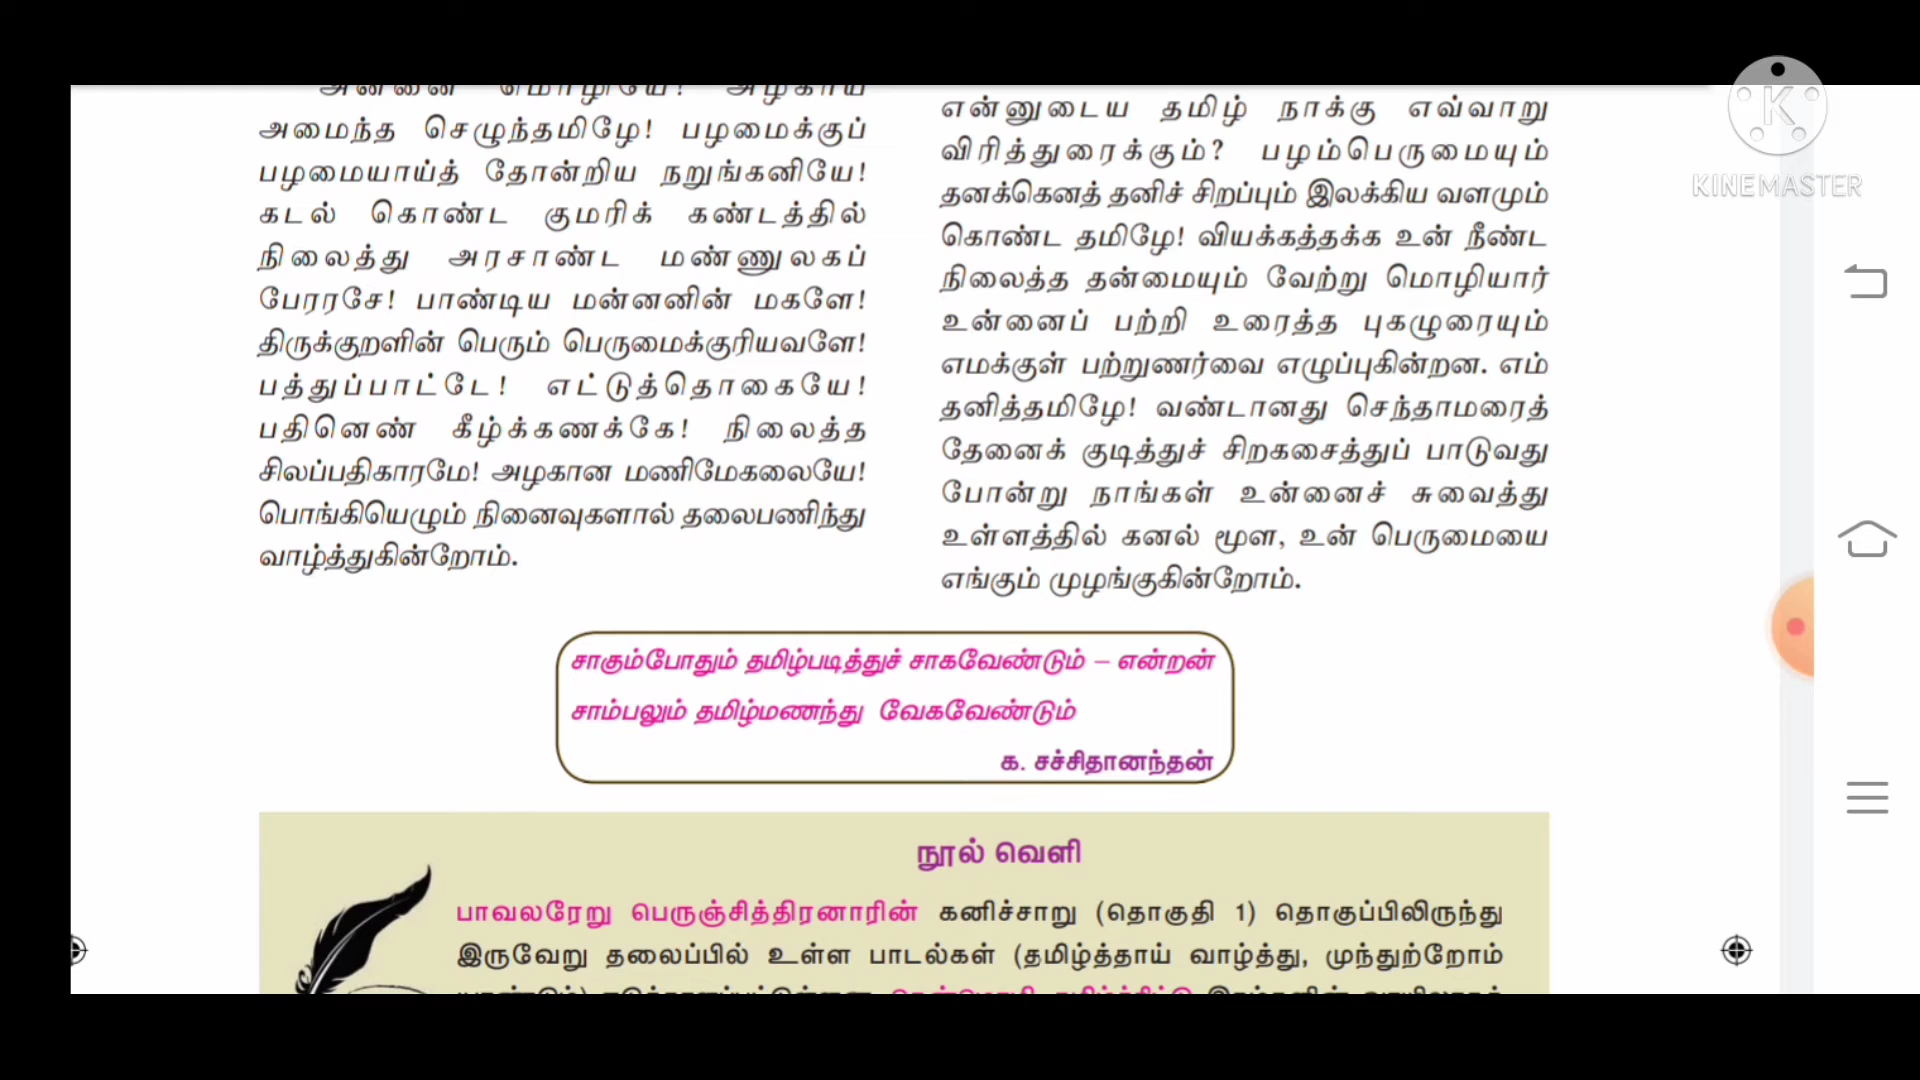 அன்னை மொழியே! அழகாய்
அமைந்த செழுந்தமிழே! பழமைக்குப்
பழமையாய்த் தோன்றிய நறுங்கனியே!
கடல் கொண்ட குமரிக் கண்டத்தில்
நிலைத்து அரசாண்ட மண்ணுலகப்
பேரரசே! பாண்டிய மன்னனின் மகளே!
திருக்குறளின் பெரும் பெருமைக்குரியவளே!
பத்துப்பாட்டே! எட்டுத்தொகையே!
பதினெண் கீழ்க்கணக்கே! நிலைத்த
சிலப்பதிகாரமே! அழகான மணிமேகலையே!
பொங்கியெழும் நினைவுகளால் தலைபணிந்து
வாழ்த்துகின்றோம்.
என்னுடைய தமிழ் நாக்கு எவ்வாறு
விரித்துரைக்கும்? பழம்பெருமையும்
தனக்கெனத் தனிச் சிறப்பும் இலக்கிய வளமும்
கொண்ட தமிழே! வியக்கத்தக்க உன் நீண்ட
நிலைத்த தன்மையும் வேற்று மொழியார்
உன்னைப் பற்றி உரைத்த புகழுரையும்
எமக்குள் பற்றுணர்வை எழுப்புகின்றன. எம்
தனித்தமிழே! வண்டானது செந்தாமரைத்
தேனைக் குடித்துச் சிறகசைத்துப் பாடுவது
போன்று நாங்கள் உன்னைச் சுவைத்து
உள்ளத்தில் கனல் மூள, உன் பெருமையை
எங்கும் முழங்குகின்றோம்.
சாகும்போதும் தமிழ்படித்துச் சாகவேண்டும் – என்றன்
சாம்பலும் தமிழ்மணந்து வேகவேண்டும்
க. சச்சிதானந்தன்
நூல் வெளி
பாவலரேறு பெருஞ்சித்திரனாரின் கனிச்சாறு (தொகுதி 1) தொகுப்பிலிருந்து
இருவேறு தலைப்பில் உள்ள பாடல்கள் (தமிழ்த்தாய் வாழ்த்து, முந்துற்றோம்
K
KINEMASTER